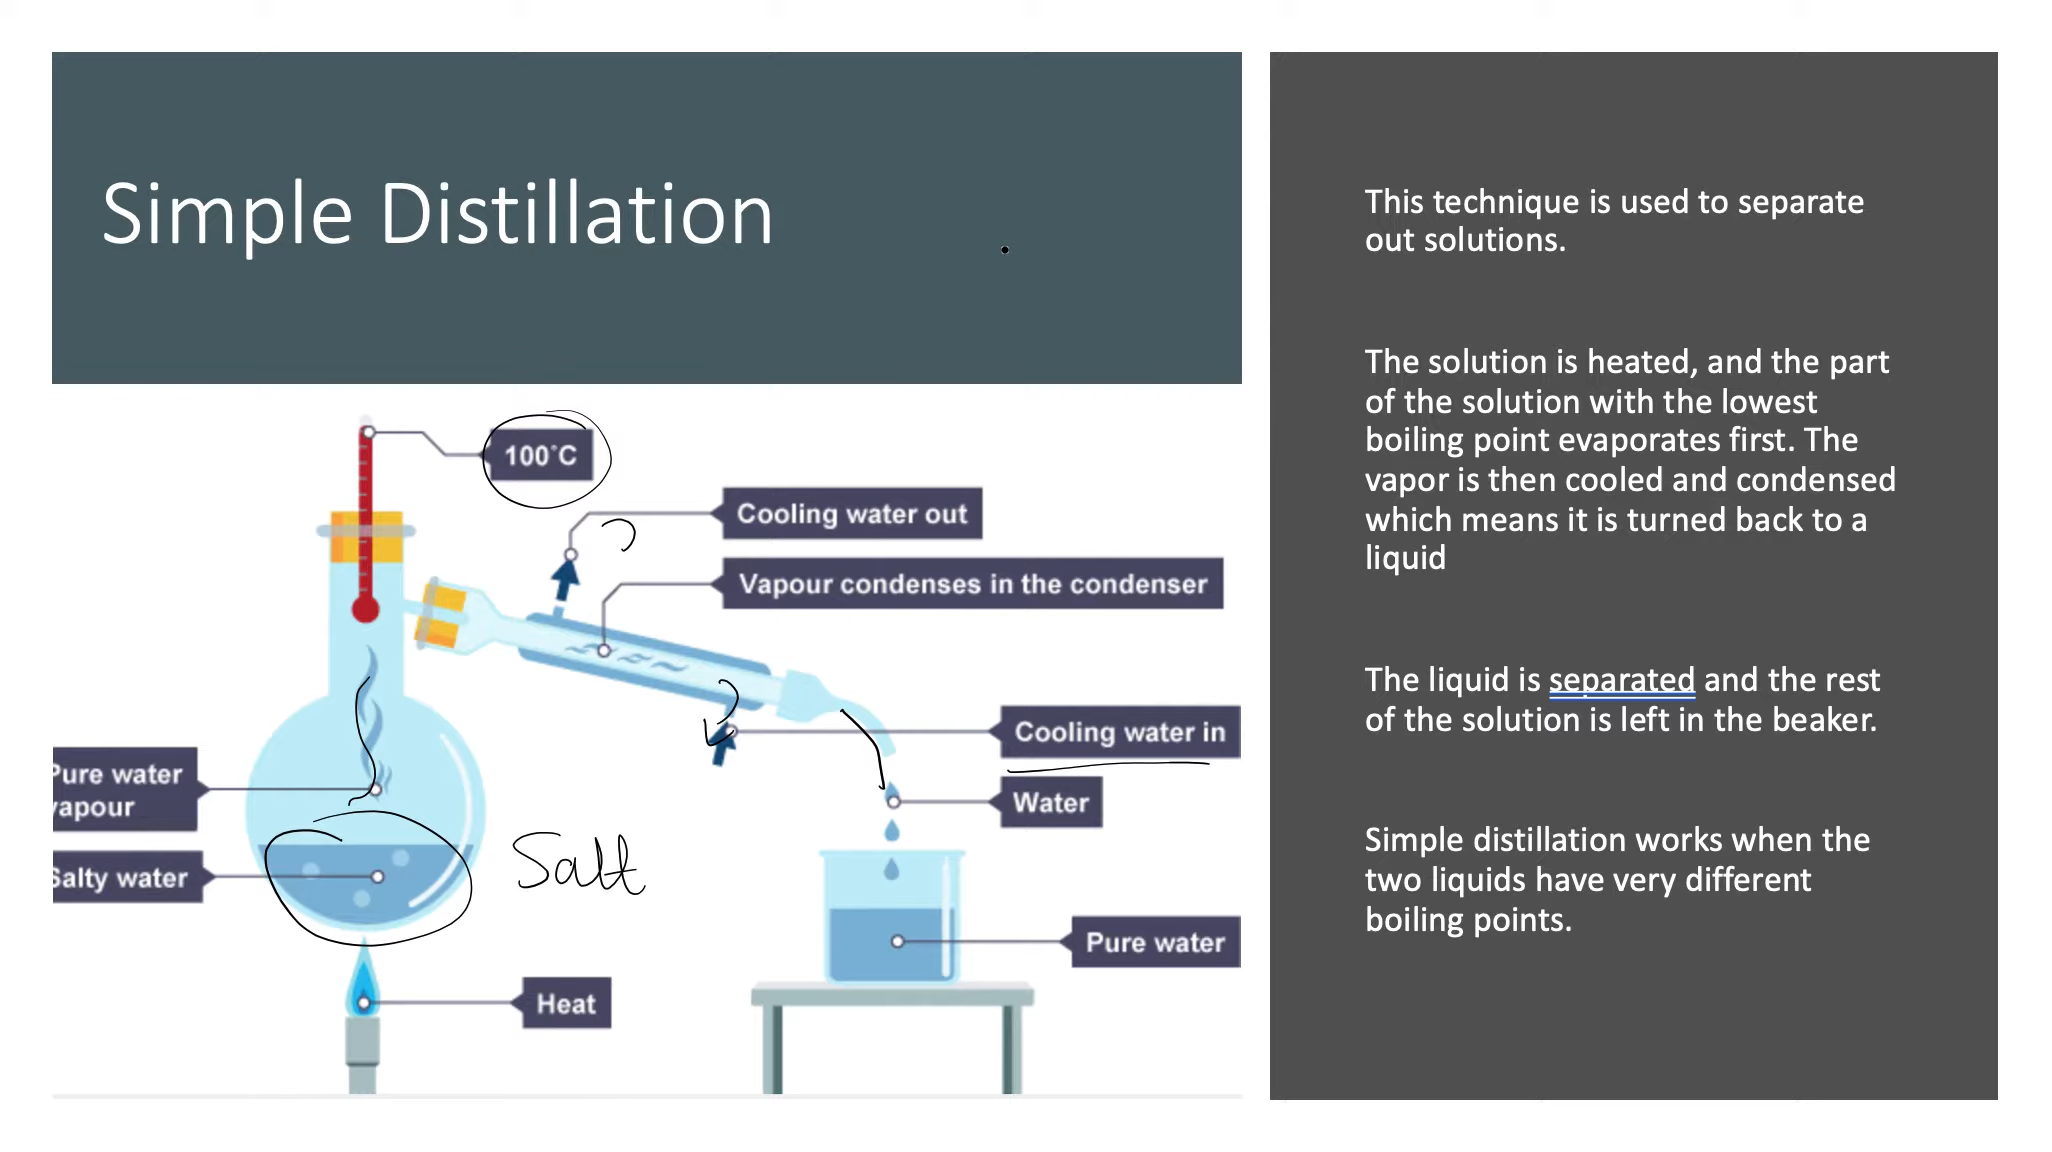 Simple Distillation
100°C
Cooling water out
Vapour condenses in the condenser
Cooling water in
Water
Pure water
vapour
Salty water
Salt
Pure water
Heat
This technique is used to separate
out solutions.
The solution is heated, and the part
of the solution with the lowest
boiling point evaporates first. The
vapor is then cooled and condensed
which means it is turned back to a
liquid
The liquid is separated and the rest
of the solution is left in the beaker.
Simple distillation works when the
two liquids have very different
boiling points.